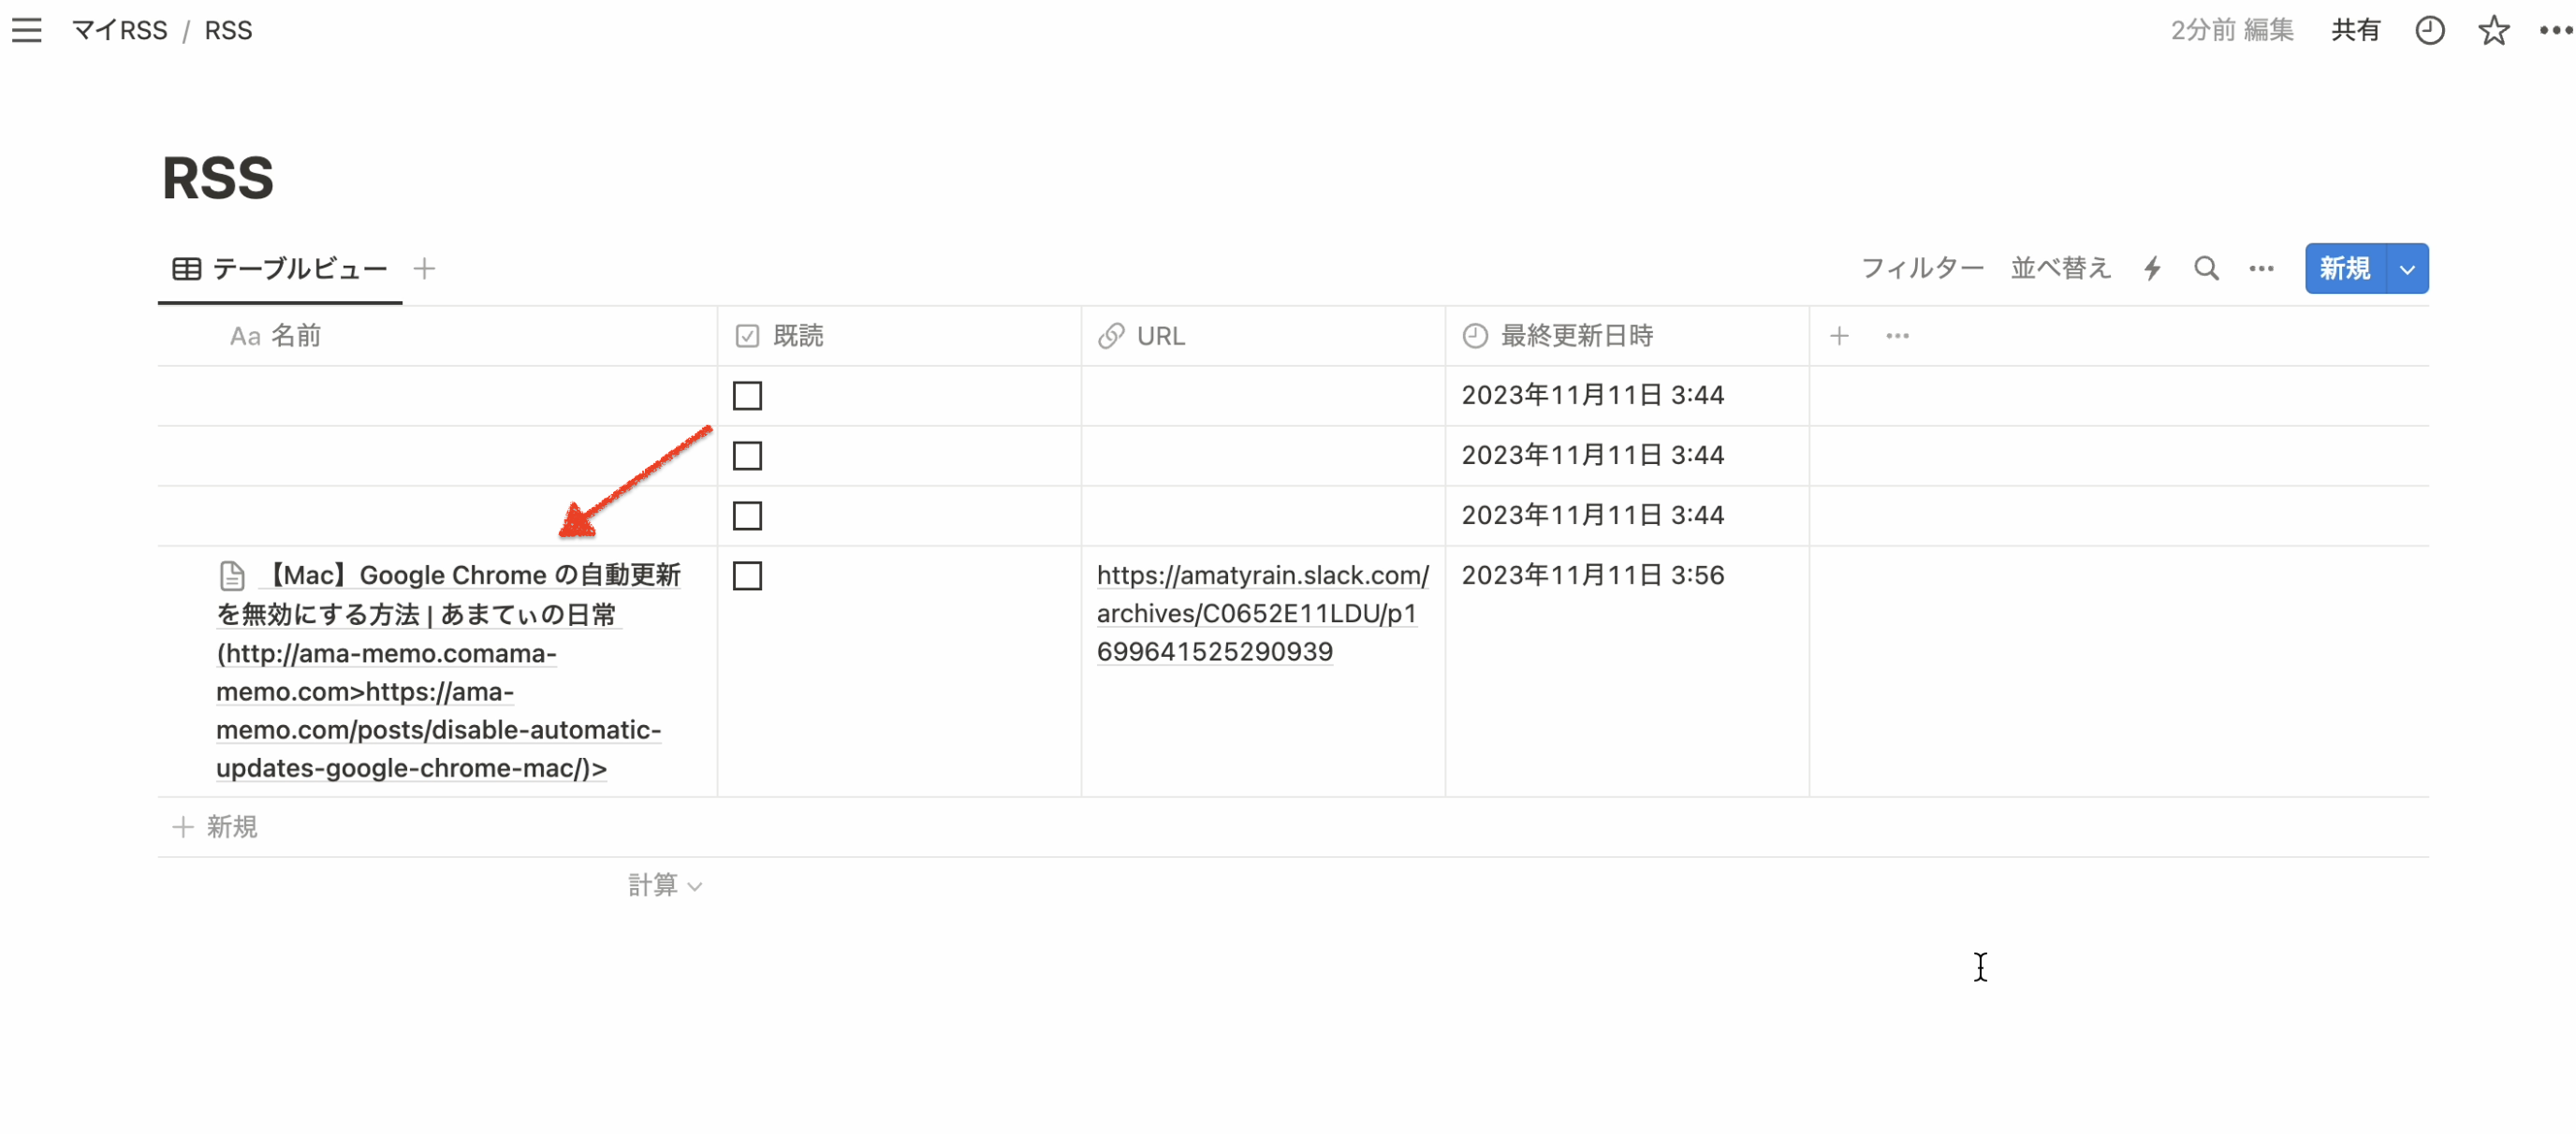 マイRSS / RSS
2分前 編集 共有
RSS
テーブルビュー
フィルター 並べ替え 新規
Aa 名前 既読 URL 最終更新日時
2023年11月11日 3:44
2023年11月11日 3:44
2023年11月11日 3:44
【Mac】Google Chrome の自動更新
を無効にする方法 | あまてぃの日常
(http://ama-memo.comama-
memo.com>https://ama-
memo.com/posts/disable-automatic-
updates-google-chrome-mac/)>
https://amatyrain.slack.com/
archives/C0652E11LDU/p1
699641525290939
2023年11月11日 3:56
新規
計算